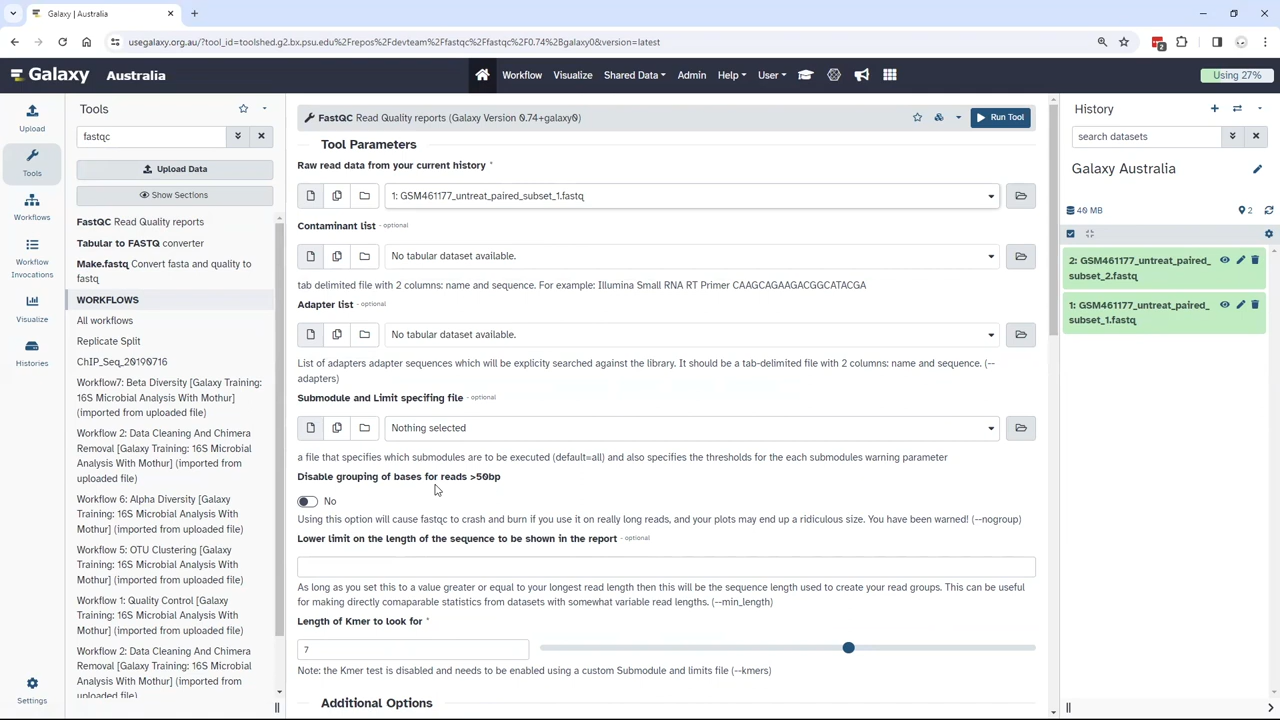 Galaxy | Australia
usegalaxy.org.au/?tool_id=toolshed.g2.bx.psu.edu%2Frepos%2Fdevteam%2Ffastqc%2Ffastqc%2F0.74%2Bgalaxy0&version=latest
2
Galaxy Australia
Workflow Visualize Shared Data Admin Help User
Using 27%
Upload
Tools
Workflows
Workflow
Invocations
Visualize
Histories
Settings
Tools
fastqc
Upload Data
Show Sections
FastQC Read Quality reports
Tabular to FASTQ converter
Make.fastq Convert fasta and quality to
fastq
WORKFLOWS
All workflows
Replicate Split
ChIP_Seq_20190716
Workflow7: Beta Diversity [Galaxy Training:
16S Microbial Analysis With Mothur]
(imported from uploaded file)
Workflow 2: Data Cleaning And Chimera
Removal [Galaxy Training: 16S Microbial
Analysis With Mothur] (imported from
uploaded file)
Workflow 6: Alpha Diversity [Galaxy
Training: 16S Microbial Analysis With
Mothur] (imported from uploaded file)
Workflow 5: OTU Clustering [Galaxy
Training: 16S Microbial Analysis With
Mothur] (imported from uploaded file)
Workflow 1: Quality Control [Galaxy
Training: 16S Microbial Analysis With
Mothur] (imported from uploaded file)
Workflow 2: Data Cleaning And Chimera
Removal [Galaxy Training: 16S Microbial
Analysis With Mothur] (imported from
uploaded file)
FastQC Read Quality reports (Galaxy Version 0.74+galaxy0)
Run Tool
Tool Parameters
Raw read data from your current history *
1: GSM461177_untreat_paired_subset_1.fastq
Contaminant list - optional
No tabular dataset available.
tab delimited file with 2 columns: name and sequence. For example: Illumina Small RNA RT Primer CAAGCAGAAGACGGCATACGA
Adapter list - optional
No tabular dataset available.
List of adapters adapter sequences which will be explicity searched against the library. It should be a tab-delimited file with 2 columns: name and sequence. (--
adapters)
Submodule and Limit specifing file - optional
Nothing selected
a file that specifies which submodules are to be executed (default=all) and also specifies the thresholds for the each submodules warning parameter
Disable grouping of bases for reads >50bp
No
Using this option will cause fastqc to crash and burn if you use it on really long reads, and your plots may end up a ridiculous size. You have been warned! (--nogroup)
Lower limit on the length of the sequence to be shown in the report - optional
As long as you set this to a value greater or equal to your longest read length then this will be the sequence length used to create your read groups. This can be useful
for making directly comaparable statistics from datasets with somewhat variable read lengths. (--min_length)
Length of Kmer to look for *
7
Note: the Kmer test is disabled and needs to be enabled using a custom Submodule and limits file (--kmers)
Additional Options
History
search datasets
Galaxy Australia
40 MB
2
2: GSM461177_untreat_paired_
subset_2.fastq
1: GSM461177_untreat_paired_
subset_1.fastq